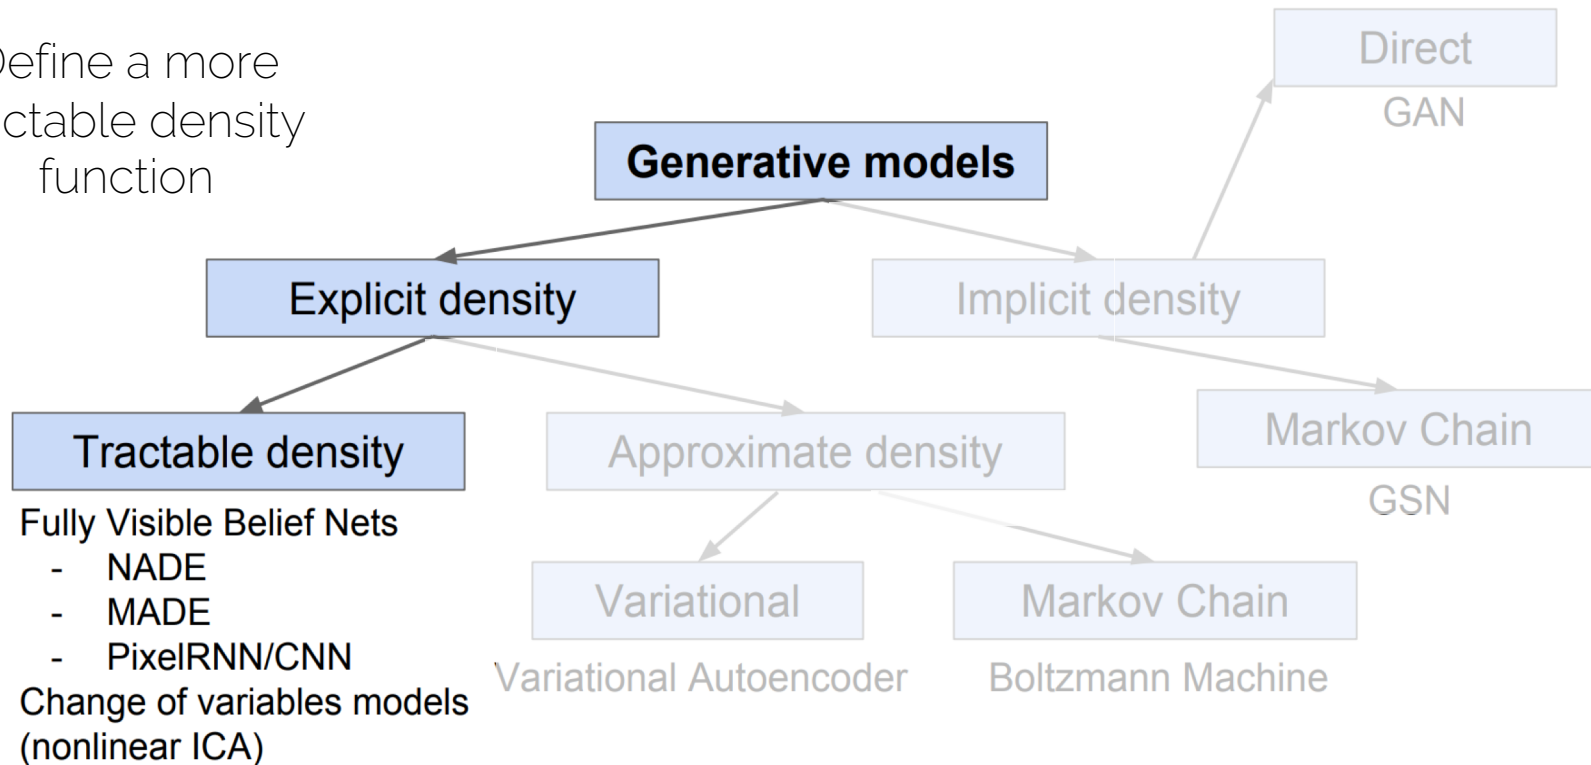 a more
density
function
Direct
GAN
Generative models
Explicit density
Implicit density
Tractable density
Approximate density
Markov Chain
GSN
Fully Visible Belief Nets
- NADE
- MADE
- PixelRNN/CNN
Change of variables models
(nonlinear ICA)
Variational
Markov Chain
Variational Autoencoder
Boltzmann Machine